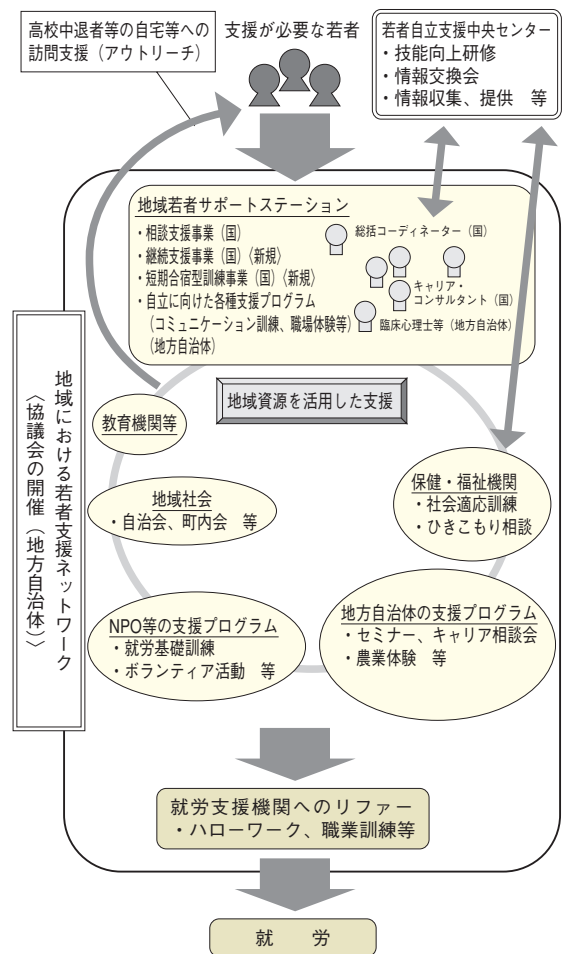 高校中退者等の自宅等への
訪問支援（アウトリーチ）
支援が必要な若者
若者自立支援中央センター
・技能向上研修
・情報交換会
・情報収集、提供　等
地域若者サポートステーション
・相談支援事業（国）
・継続支援事業（国）〈新規〉
・短期合宿型訓練事業（国）〈新規〉
・自立に向けた各種支援プログラム
（コミュニケーション訓練、職場体験等）
（地方自治体）
総括コーディネーター（国）
キャリア・
コンサルタント（国）
臨床心理士等（地方自治体）
地域における若者支援ネットワーク
〈協議会の開催（地方自治体）〉
地域資源を活用した支援
教育機関等
地域社会
・自治会、町内会　等
保健・福祉機関
・社会適応訓練
・ひきこもり相談
NPO等の支援プログラム
・就労基礎訓練
・ボランティア活動　等
地方自治体の支援プログラム
・セミナー、キャリア相談会
・農業体験　等
就労支援機関へのリファー
・ハローワーク、職業訓練等
就　労